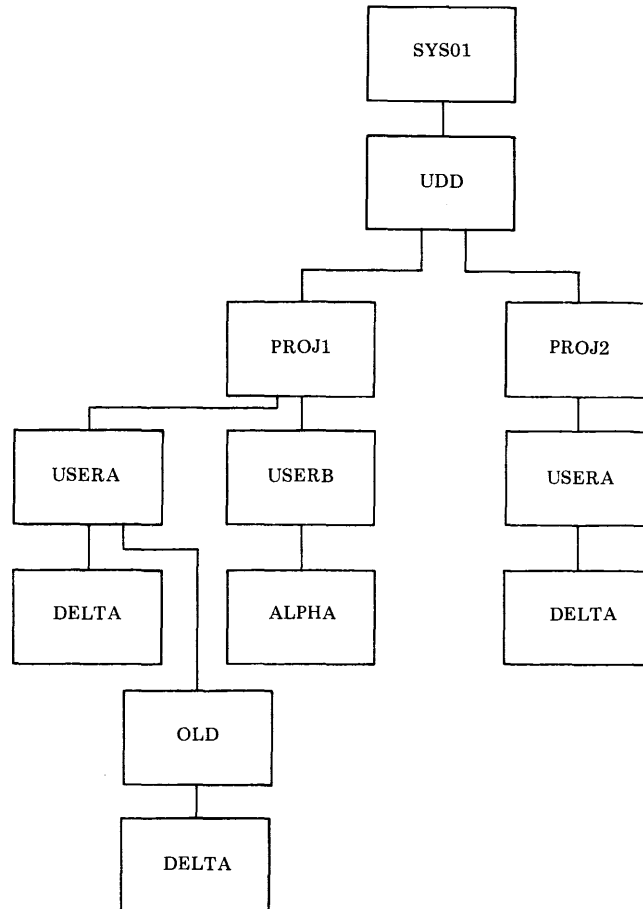 SYS01
UDD
PROJ1
PROJ2
USERA
USERB
USERA
DELTA
ALPHA
DELTA
OLD
DELTA